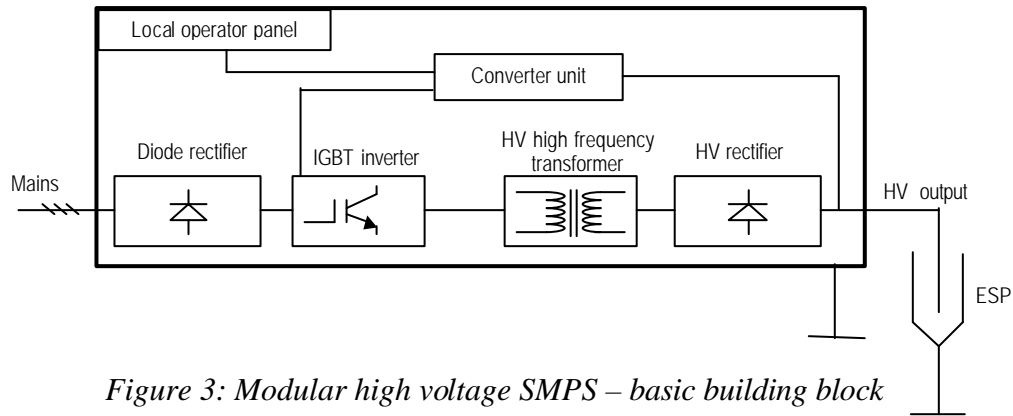 Local operator panel
Converter unit
Diode rectifier
IGBT inverter
HV high frequency
transformer
HV rectifier
Mains
HV output
ESP
Figure 3: Modular high voltage SMPS – basic building block